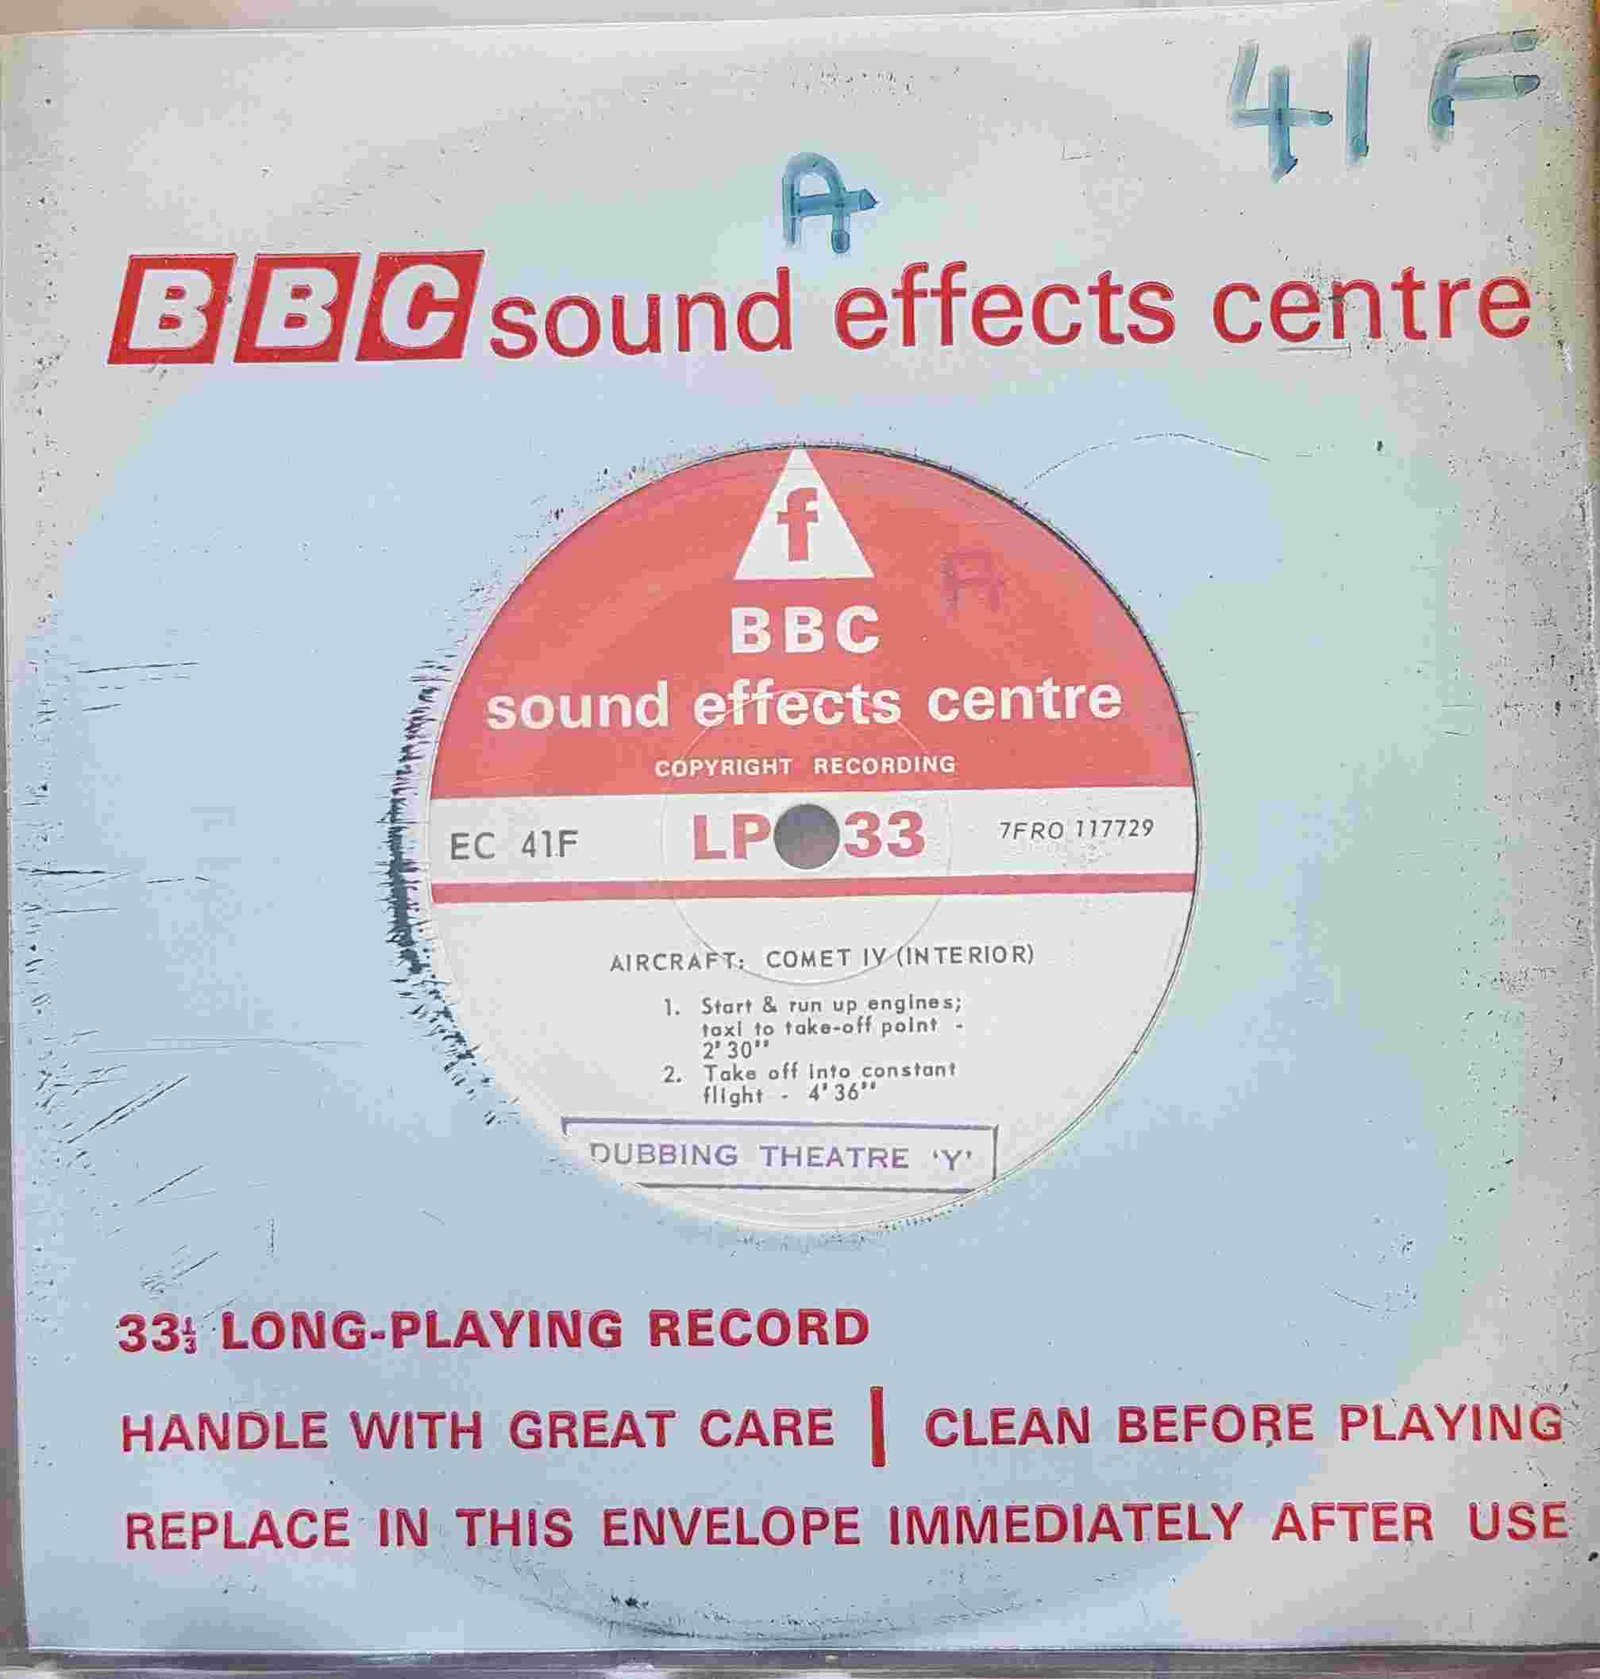 41F
A
BBC sound effects centre
f
A
BBC
sound effects centre
COPYRIGHT RECORDING
EC 41F LP 33 7FRO 117729
AIRCRAFT: COMET IV (INTERIOR)
1. Start & run up engines;
taxi to take-off point -
2'30"
2. Take off into constant
flight - 4'36"
DUBBING THEATRE 'Y'
33⅓ LONG-PLAYING RECORD
HANDLE WITH GREAT CARE | CLEAN BEFORE PLAYING
REPLACE IN THIS ENVELOPE IMMEDIATELY AFTER USE